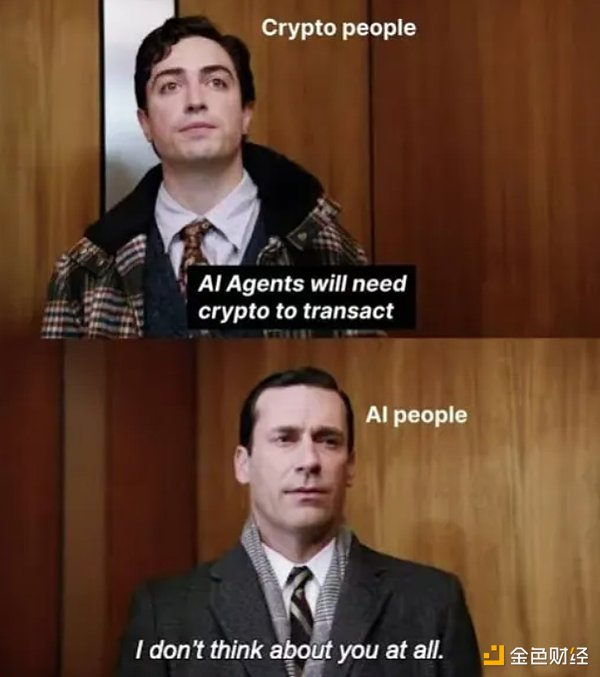 Crypto people
AI Agents will need
crypto to transact
AI people
I don't think about you at all.
金色财经